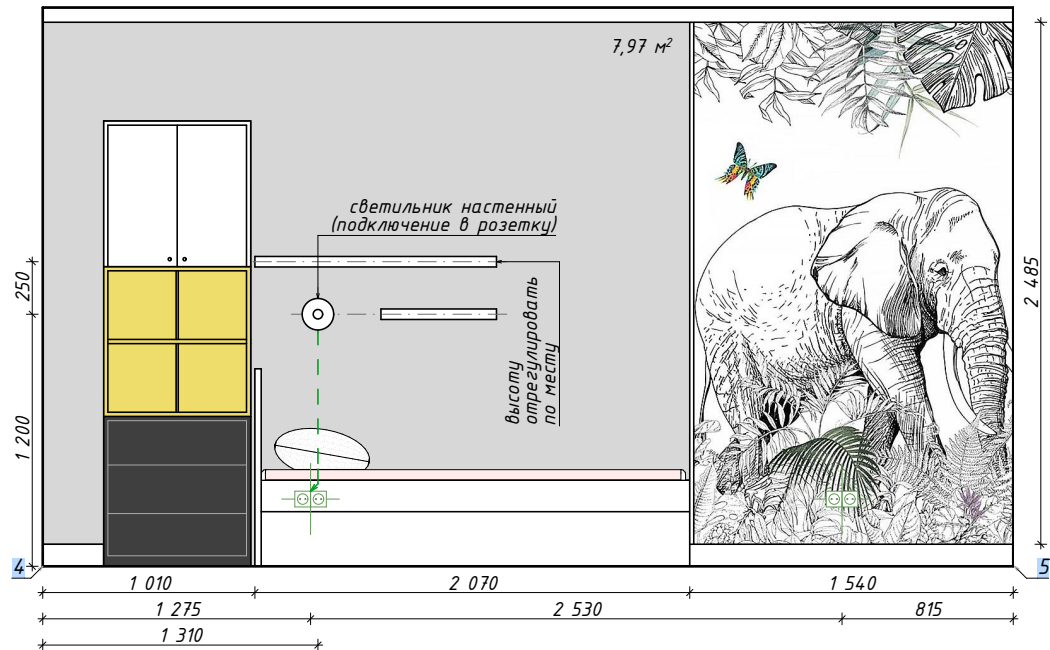 7,97 м²
светильник настенный
(подключение в розетку)
высоту
отрегулировать
по месту
250
1 200
2 485
4
5
1 010
2 070
1 540
1 275
2 530
815
1 310